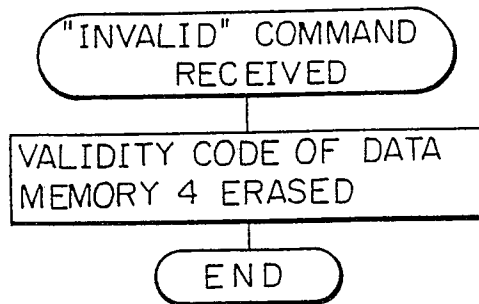 "INVALID" COMMAND
RECEIVED
VALIDITY CODE OF DATA
MEMORY 4 ERASED
END